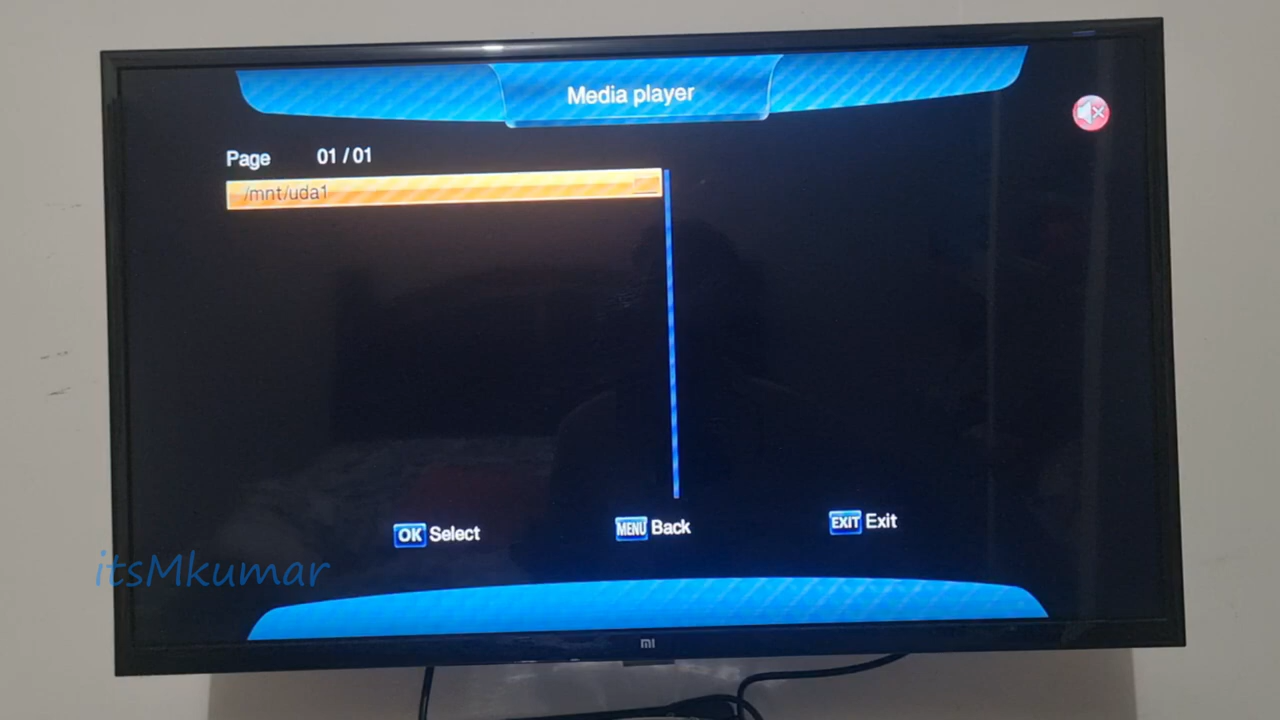 Media player
Page 01 / 01
/mnt/uda1
OK Select
MENU Back
EXIT Exit
itsMkumar
mi